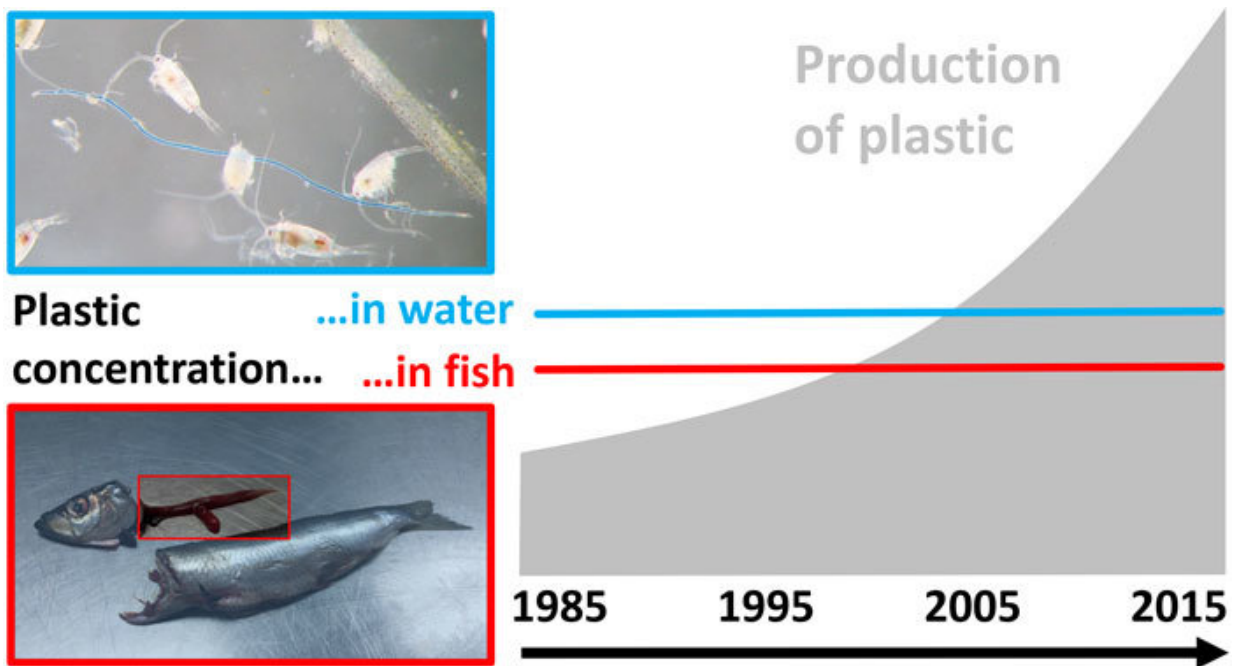 Production
of plastic
Plastic
concentration...
...in water
...in fish
1985 1995 2005 2015